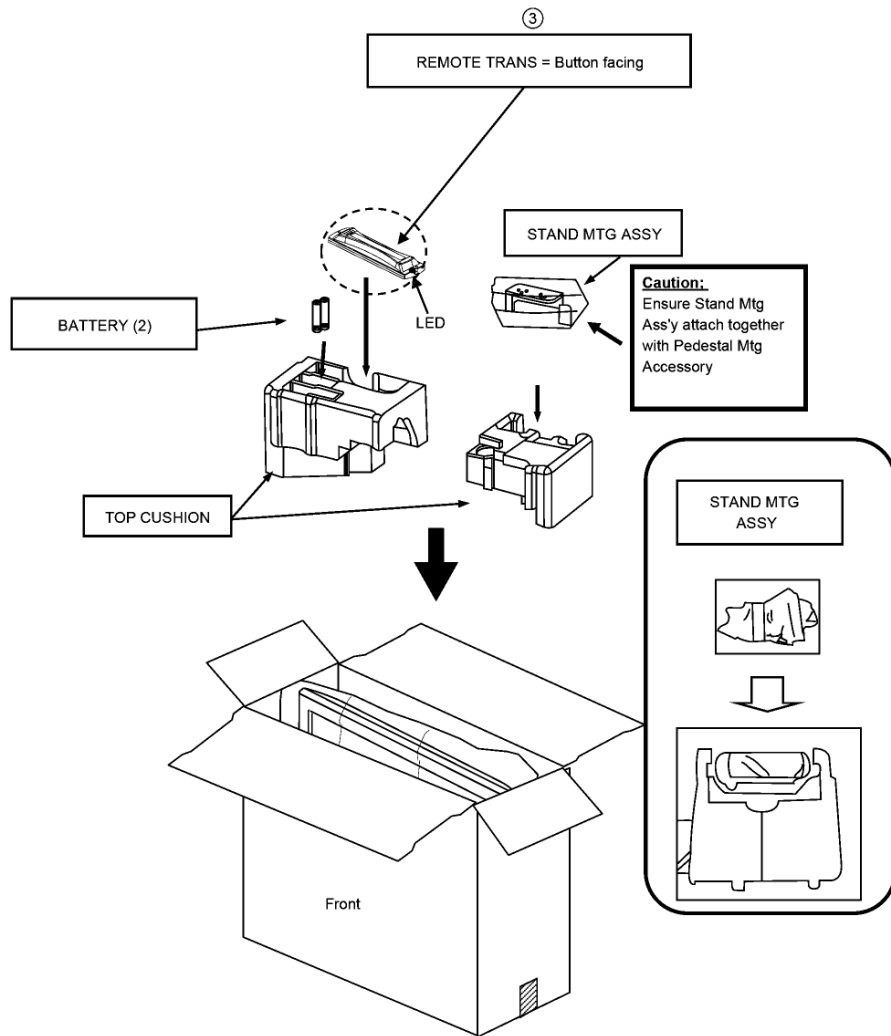 ③
REMOTE TRANS = Button facing
STAND MTG ASSY
Caution:
Ensure Stand Mtg
Ass'y attach together
with Pedestal Mtg
Accessory
BATTERY (2)
LED
TOP CUSHION
STAND MTG
ASSY
Front